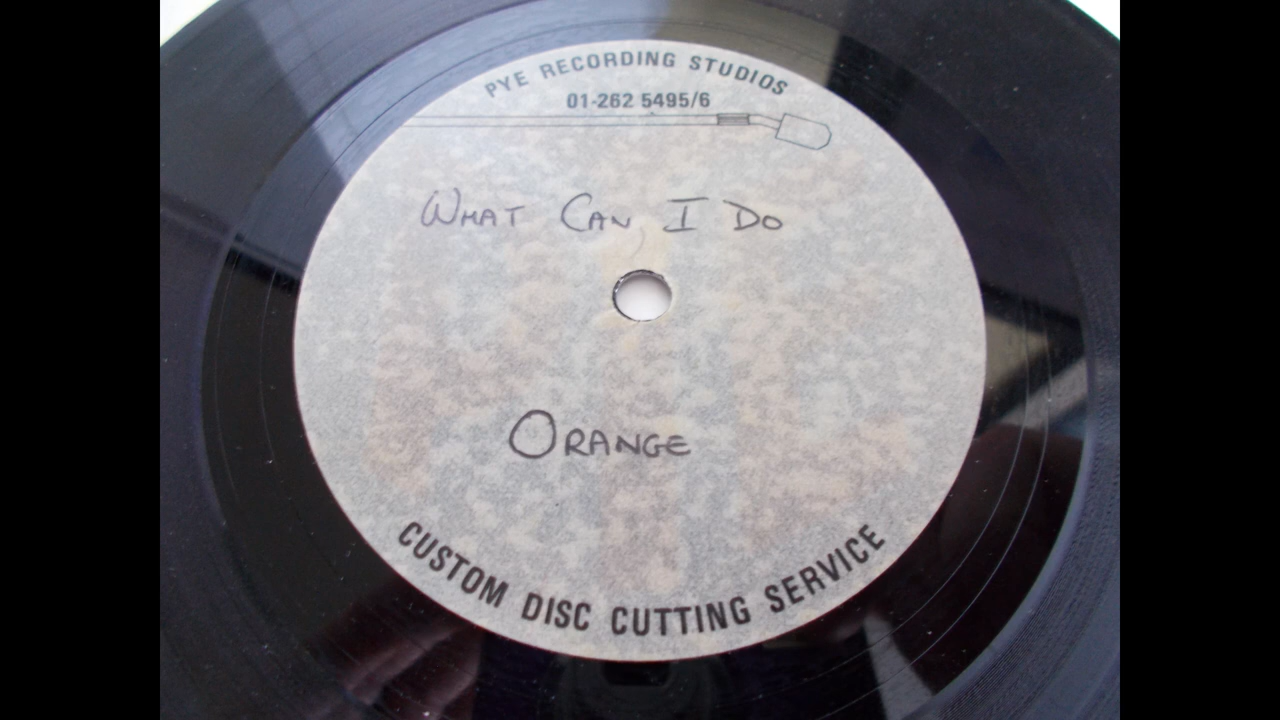 PYE RECORDING STUDIOS
01-262 5495/6
WHAT CAN I DO
ORANGE
CUSTOM DISC CUTTING SERVICE